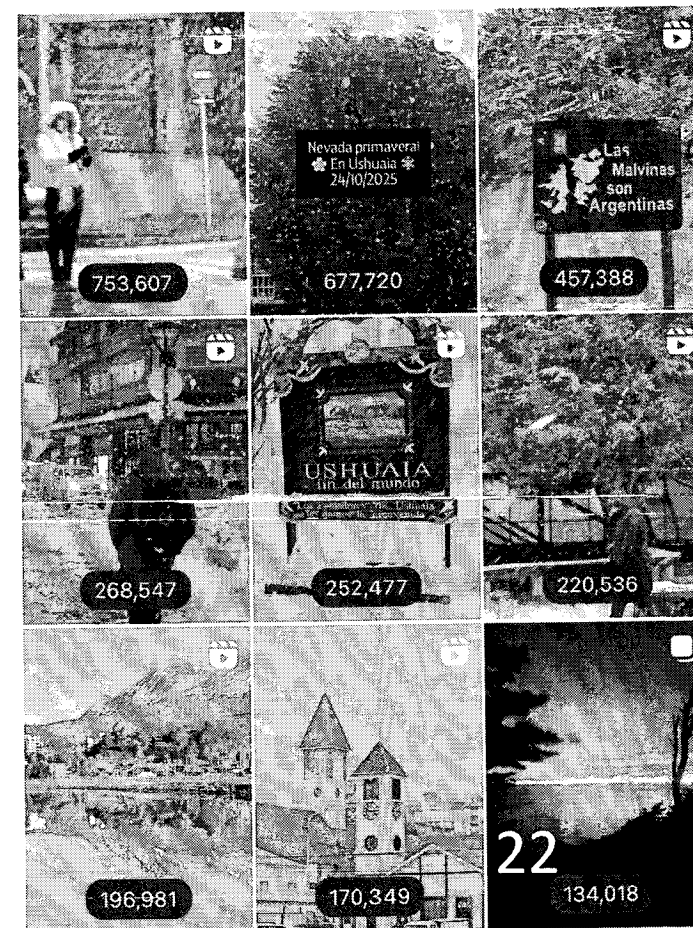 Nevada primaveral
En Ushuaia
24/10/2025
Las
Malvinas
son
Argentinas
753,607
677,720
457,388
USHUAIA
fin del mundo
268,547
252,477
220,536
22
196,981
170,349
134,018